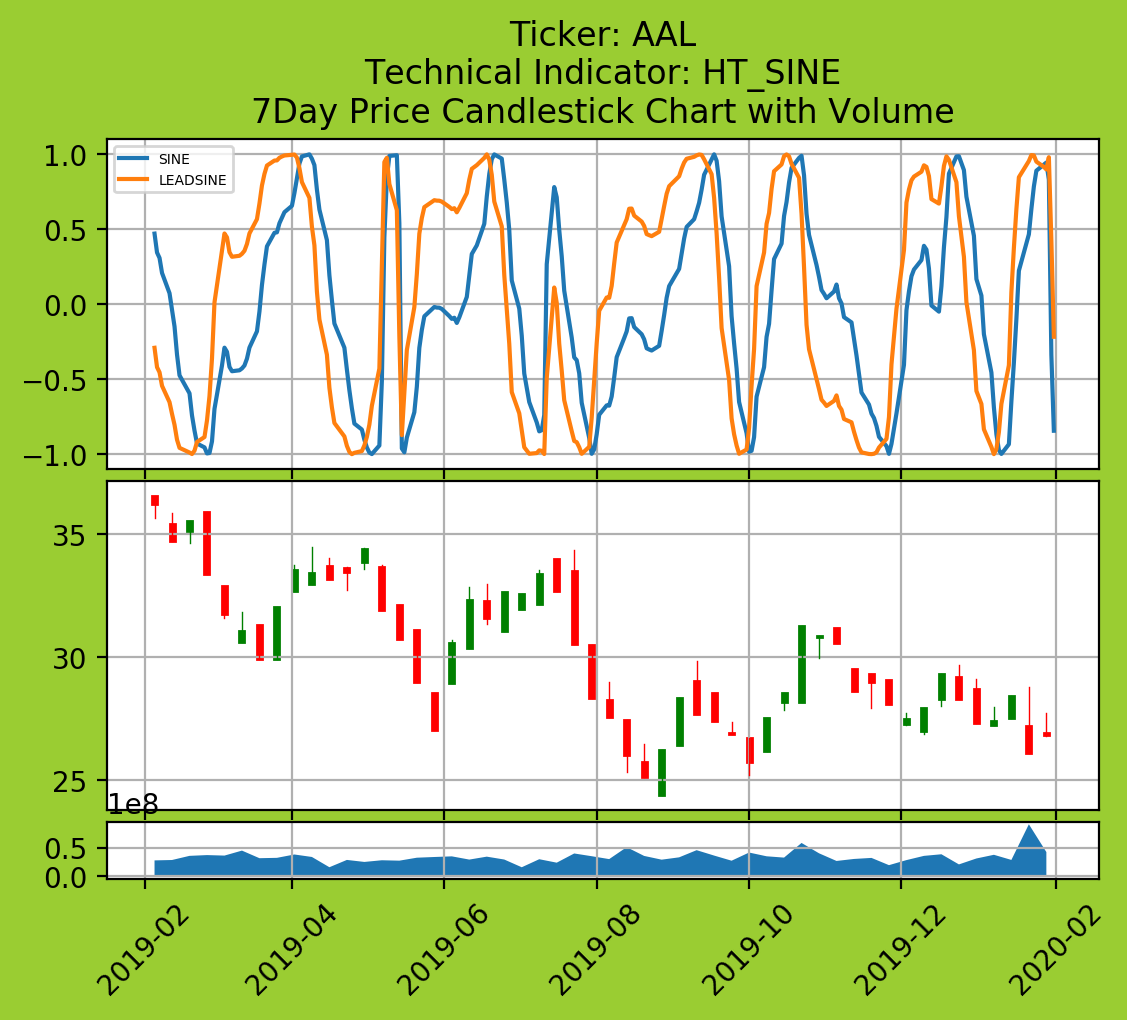 Ticker: AAL
Technical Indicator: HT_SINE
7Day Price Candlestick Chart with Volume
SINE
LEADSINE
1.0
0.5
0.0
−0.5
−1.0
35
30
25
1e8
0.5
0.0
2019-02
2019-04
2019-06
2019-08
2019-10
2019-12
2020-02